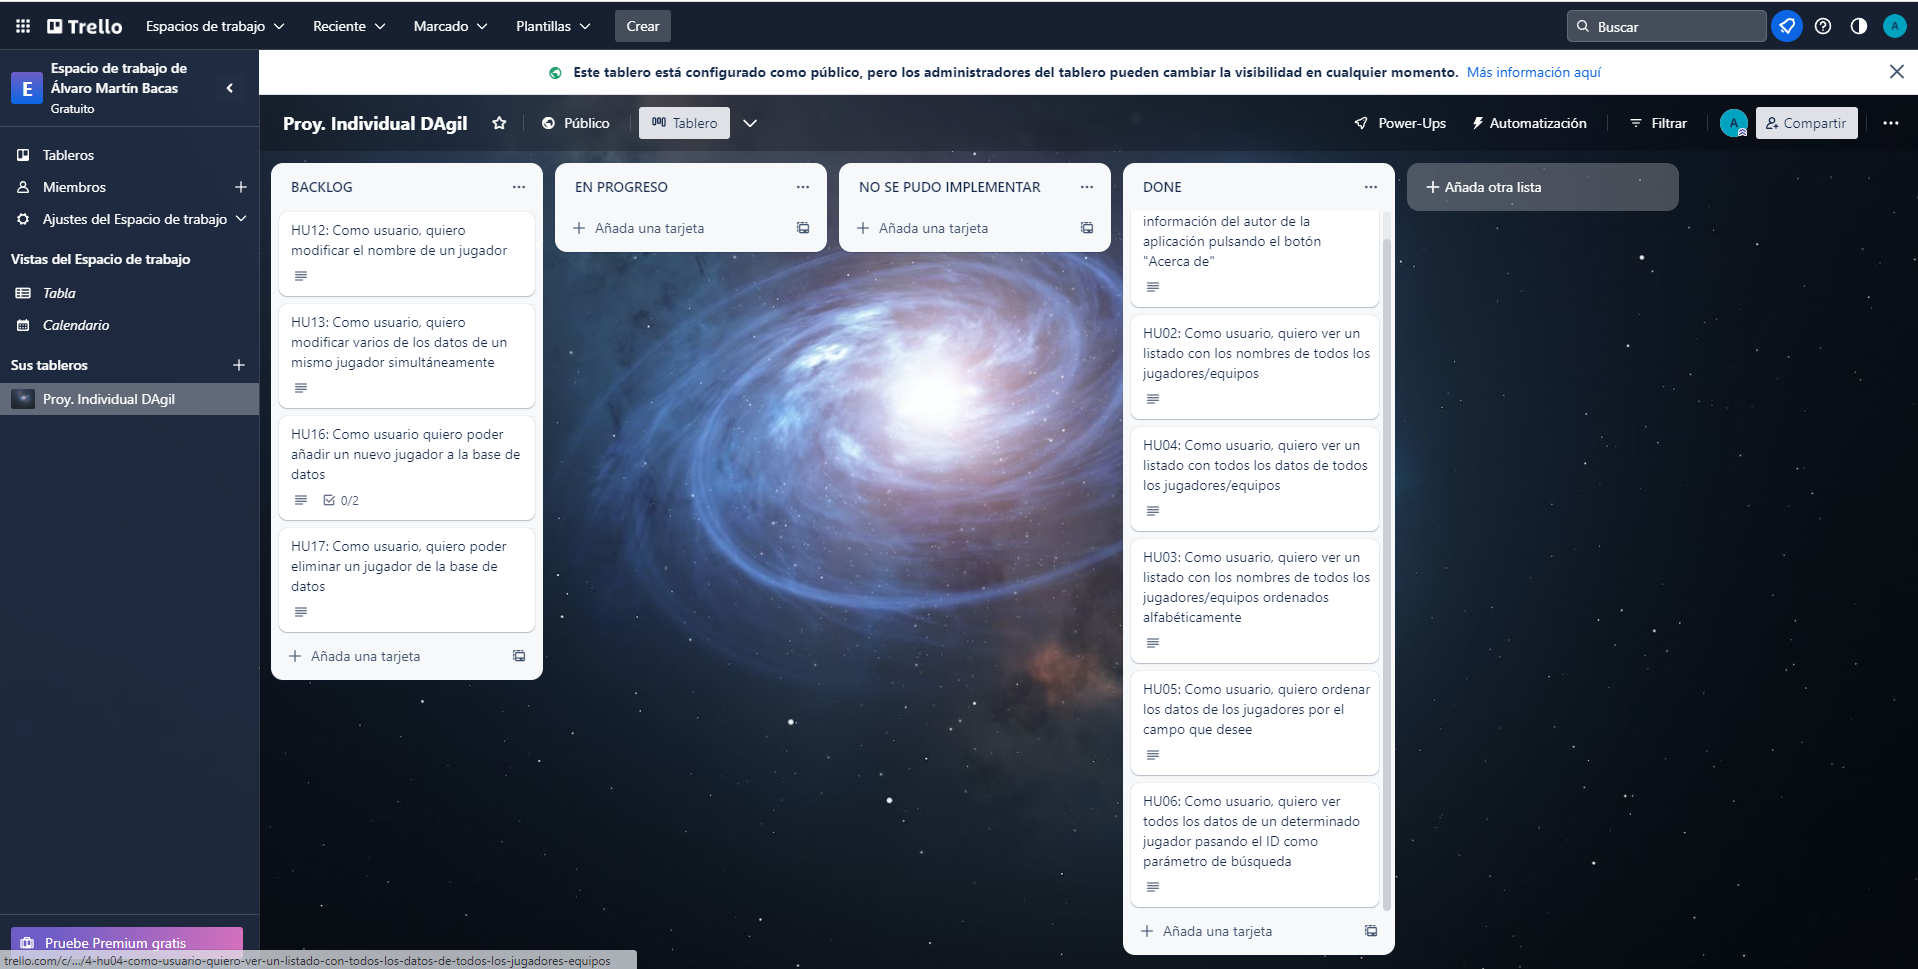 Trello
Espacios de trabajo
Reciente
Marcado
Plantillas
Crear
Buscar
A
E
Espacio de trabajo de
Álvaro Martín Bacas
Gratuito
Este tablero está configurado como público, pero los administradores del tablero pueden cambiar la visibilidad en cualquier momento. Más información aquí
Proy. Individual DAgil
Público
Tablero
Power-Ups
Automatización
Filtrar
A
Compartir
Tableros
Miembros
Ajustes del Espacio de trabajo
Vistas del Espacio de trabajo
Tabla
Calendario
Sus tableros
Proy. Individual DAgil
Pruebe Premium gratis
BACKLOG
HU12: Como usuario, quiero
modificar el nombre de un jugador
HU13: Como usuario, quiero
modificar varios de los datos de un
mismo jugador simultáneamente
HU16: Como usuario quiero poder
añadir un nuevo jugador a la base de
datos
0/2
HU17: Como usuario, quiero poder
eliminar un jugador de la base de
datos
Añada una tarjeta
EN PROGRESO
Añada una tarjeta
NO SE PUDO IMPLEMENTAR
Añada una tarjeta
DONE
información del autor de la
aplicación pulsando el botón
"Acerca de"
HU02: Como usuario, quiero ver un
listado con los nombres de todos los
jugadores/equipos
HU04: Como usuario, quiero ver un
listado con todos los datos de todos
los jugadores/equipos
HU03: Como usuario, quiero ver un
listado con los nombres de todos los
jugadores/equipos ordenados
alfabéticamente
HU05: Como usuario, quiero ordenar
los datos de los jugadores por el
campo que desee
HU06: Como usuario, quiero ver
todos los datos de un determinado
jugador pasando el ID como
parámetro de búsqueda
Añada una tarjeta
Añada otra lista
trello.com/c/.../4-hu04-como-usuario-quiero-ver-un-listado-con-todos-los-datos-de-todos-los-jugadores-equipos